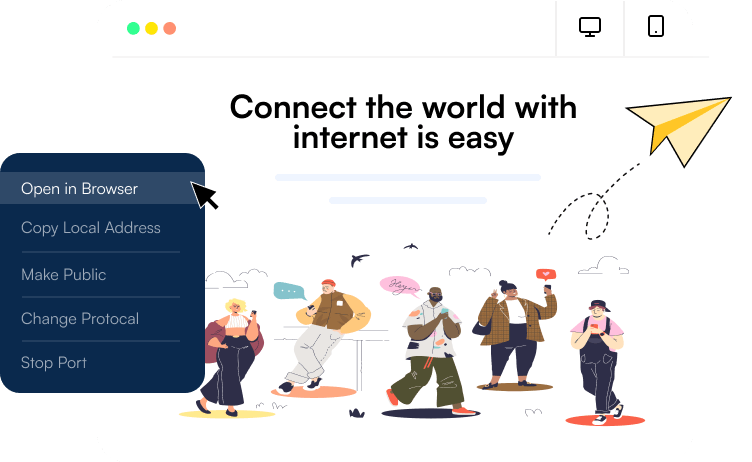 Connect the world with
internet is easy
Open in Browser
Copy Local Address
Make Public
Change Protocal
Stop Port
Heyy